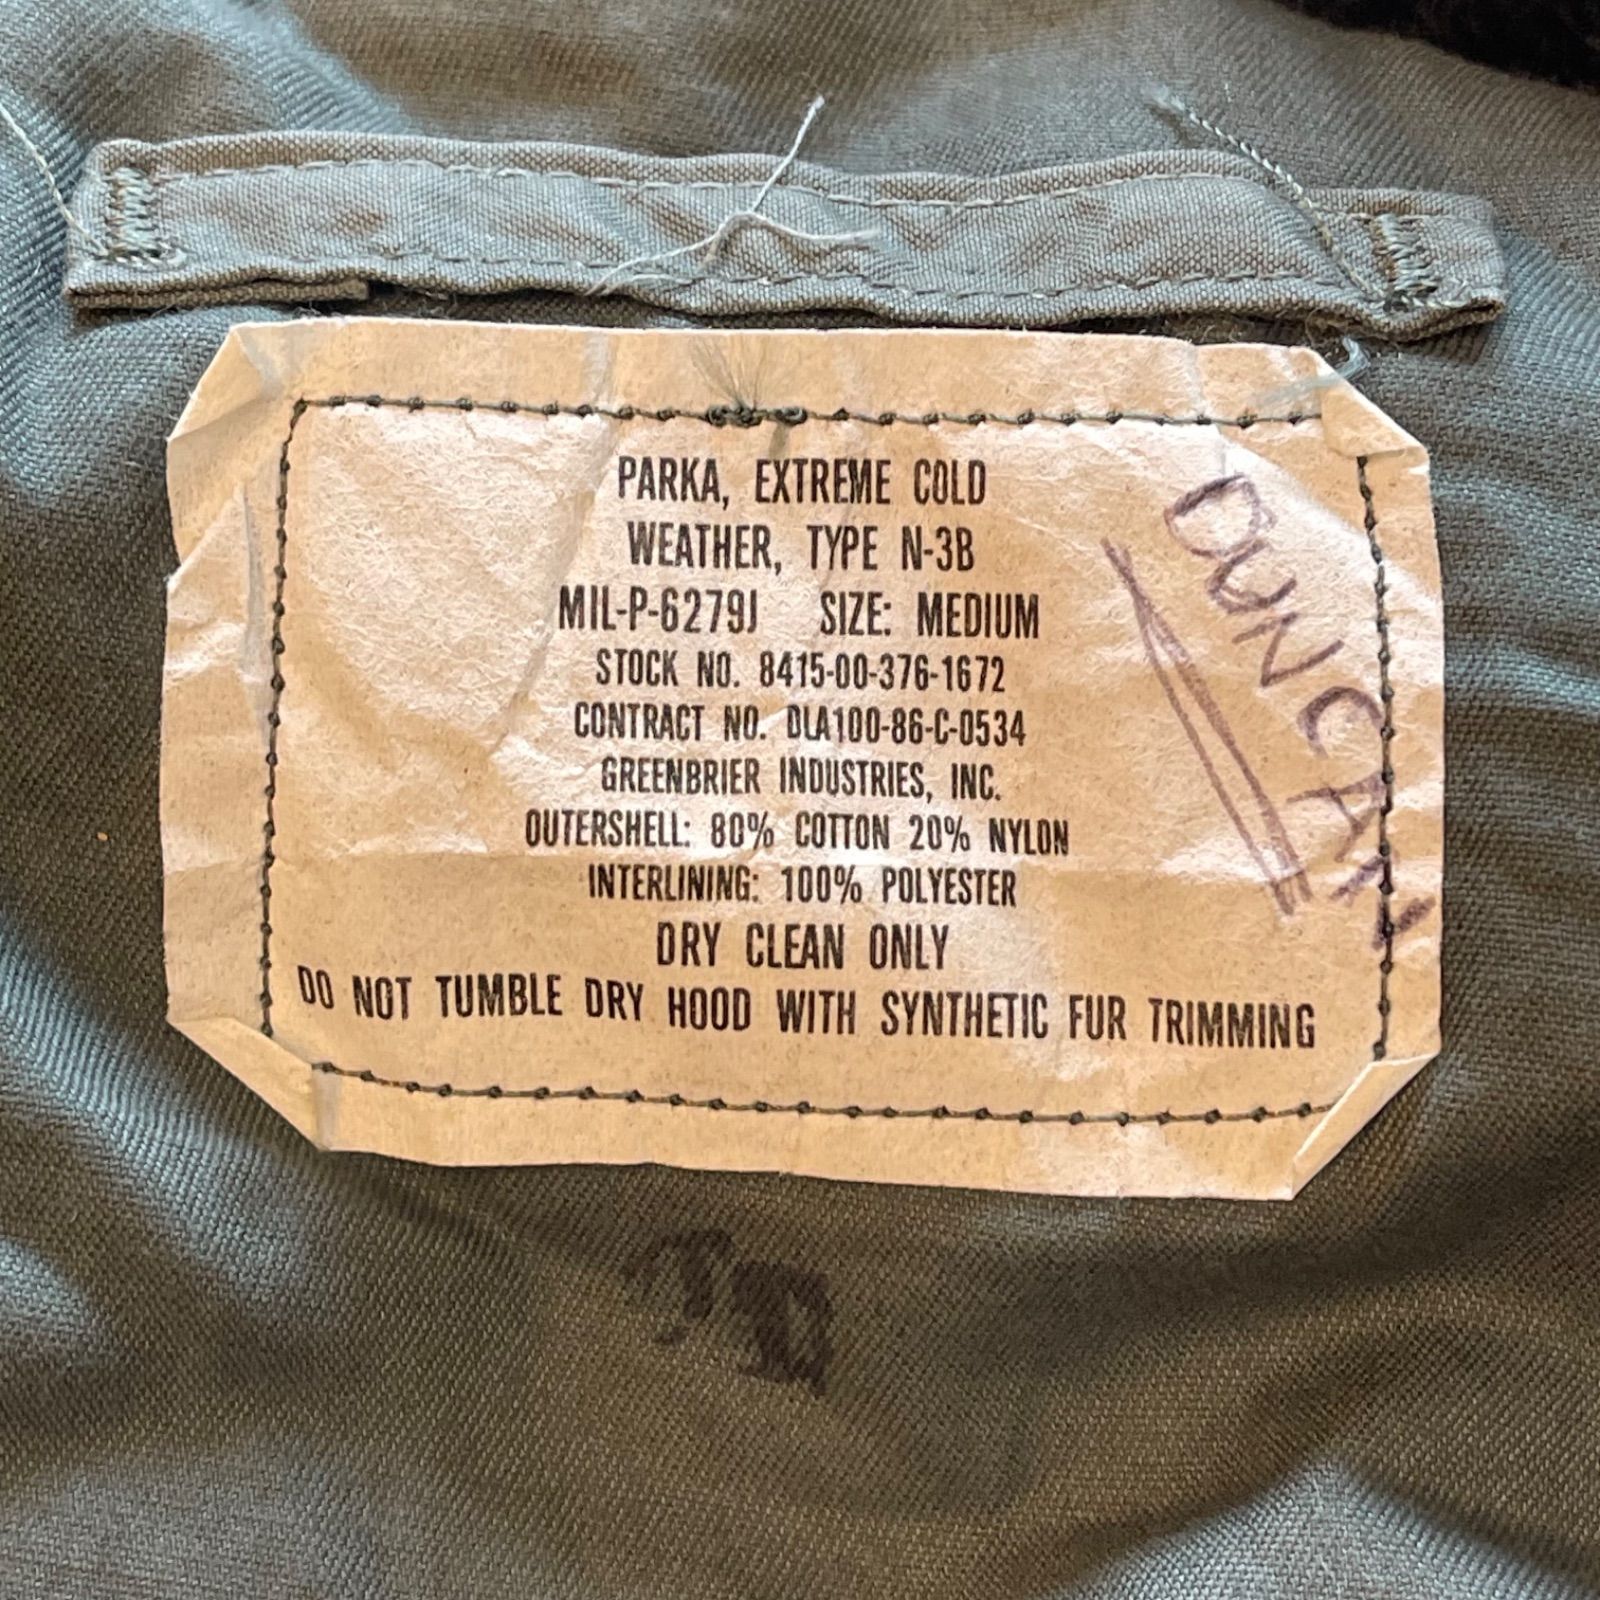 PARKA, EXTREME COLD
WEATHER, TYPE N-3B
MIL-P-6279J SIZE: MEDIUM
STOCK NO. 8415-00-376-1672
CONTRACT NO. DLA100-86-C-0534
GREENBRIER INDUSTRIES, INC.
OUTERSHELL: 80% COTTON 20% NYLON
INTERLINING: 100% POLYESTER
DRY CLEAN ONLY
DO NOT TUMBLE DRY HOOD WITH SYNTHETIC FUR TRIMMING
DUNCAN